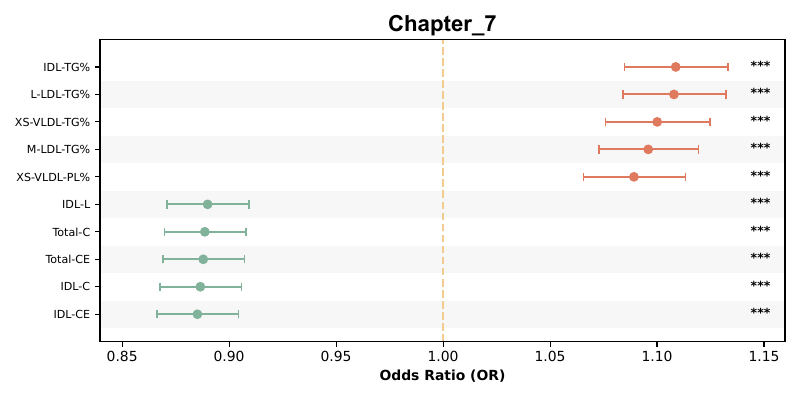 Chapter_7
IDL-TG% ***
L-LDL-TG% ***
XS-VLDL-TG% ***
M-LDL-TG% ***
XS-VLDL-PL% ***
IDL-L ***
Total-C ***
Total-CE ***
IDL-C ***
IDL-CE ***
0.85 0.90 0.95 1.00 1.05 1.10 1.15
Odds Ratio (OR)